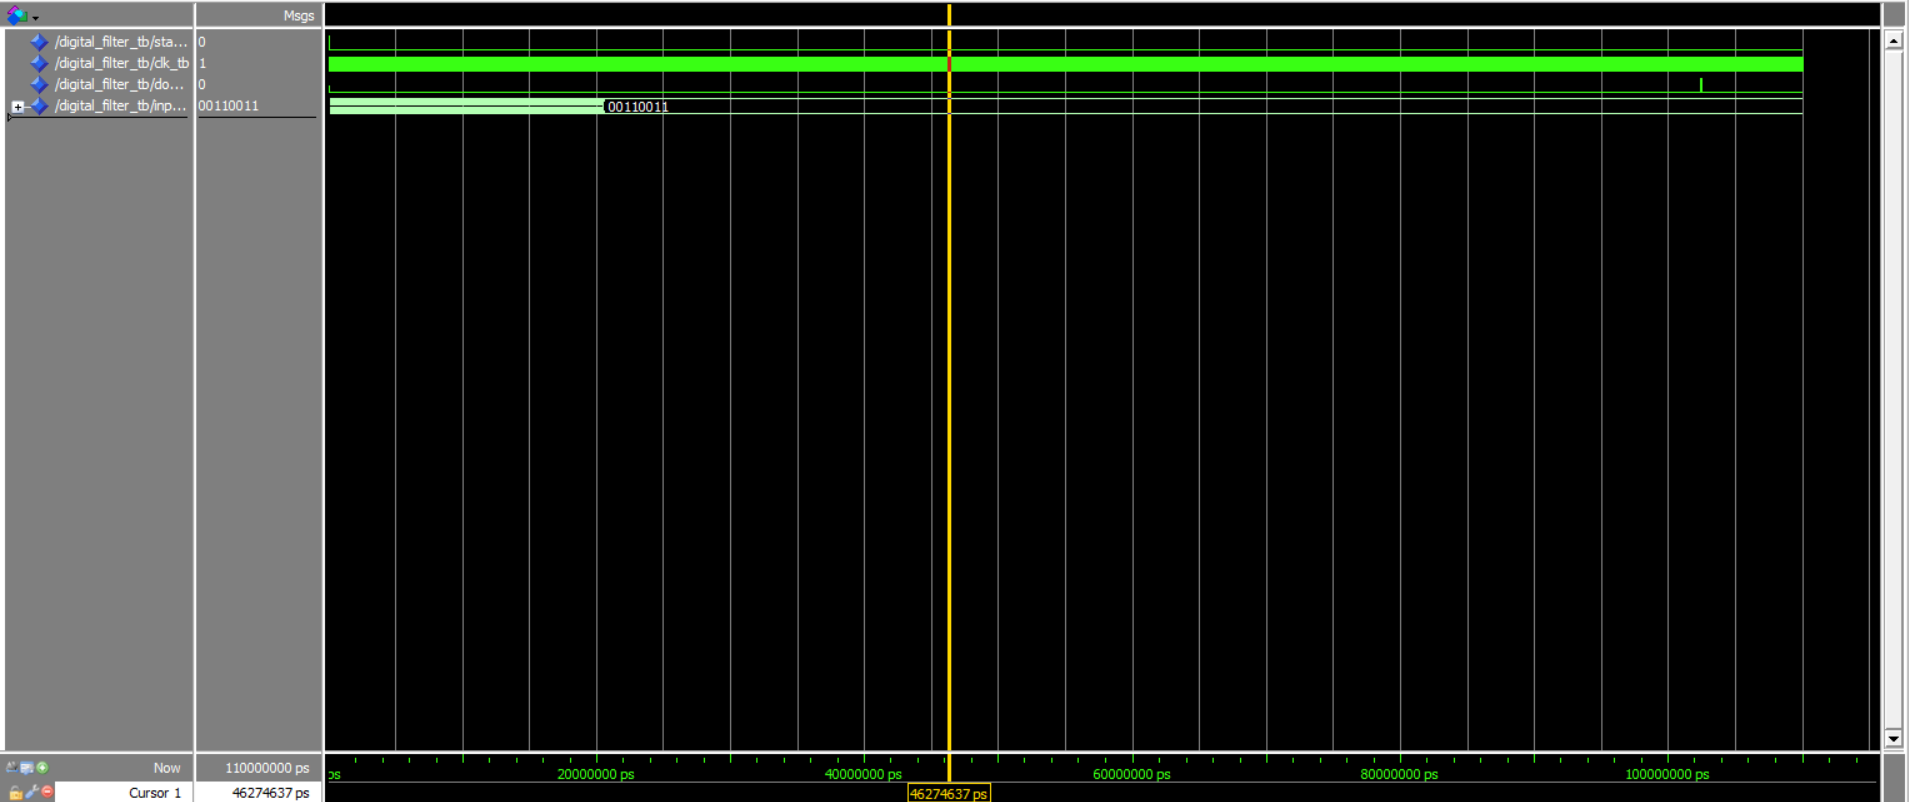 Msgs
/digital_filter_tb/sta... 0
/digital_filter_tb/clk_tb 1
/digital_filter_tb/do... 0
/digital_filter_tb/inp... 00110011 00110011
Now 110000000 ps ps 20000000 ps 40000000 ps 60000000 ps 80000000 ps 100000000 ps
Cursor 1 46274637 ps 46274637 ps